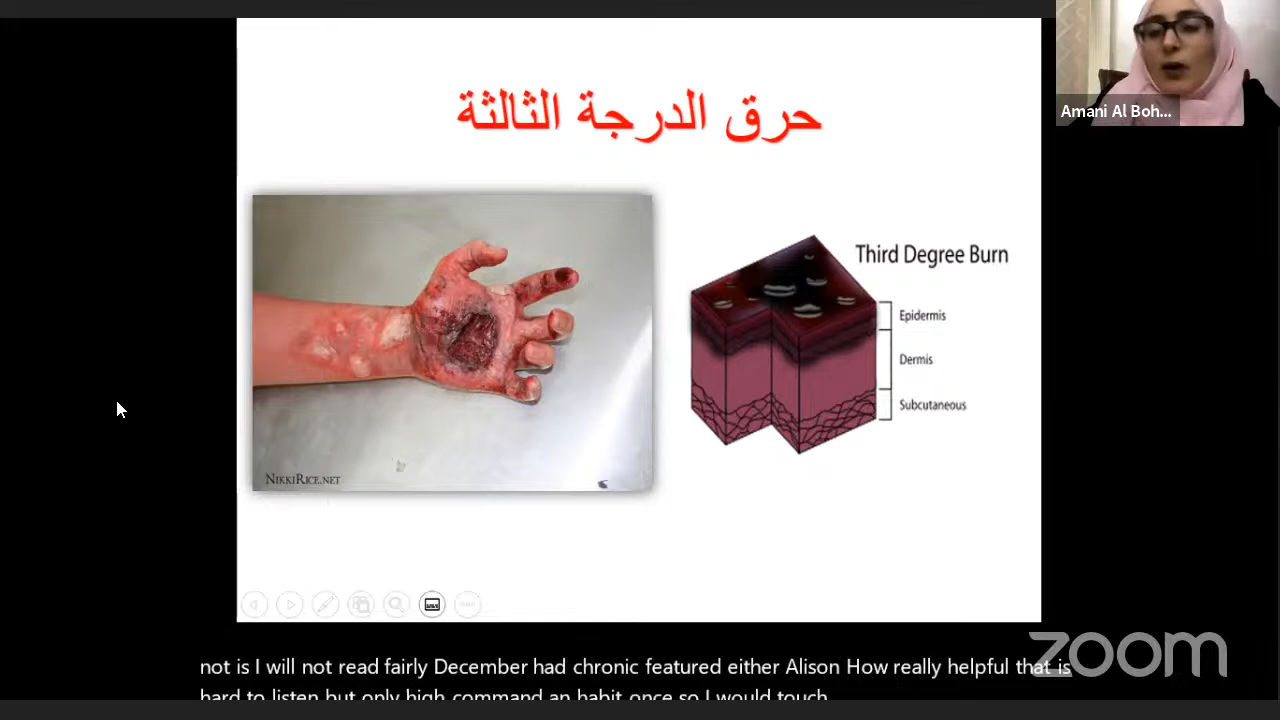 Amani Al Boh...
حرق الدرجة الثالثة
Third Degree Burn
Epidermis
Dermis
Subcutaneous
NIKKIRICE.NET
zoom
not is I will not read fairly December had chronic featured either Alison How really helpful that is
hard to listen but only high command an habit once so I would touch